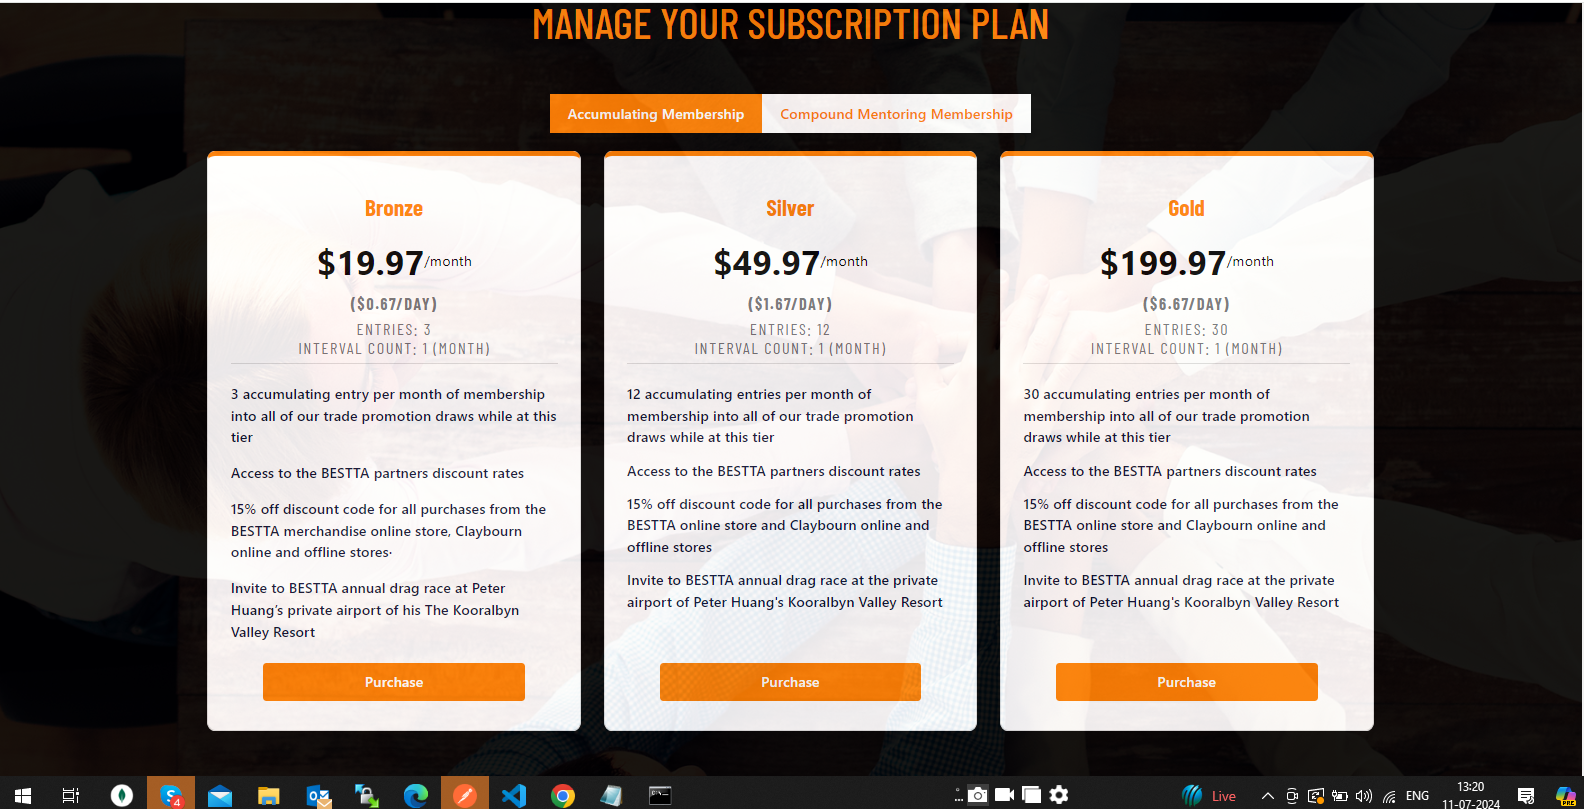 MANAGE YOUR SUBSCRIPTION PLAN
Accumulating Membership
Compound Mentoring Membership
Bronze
$19.97/month
($0.67/DAY)
ENTRIES: 3
INTERVAL COUNT: 1 (MONTH)
3 accumulating entry per month of membership
into all of our trade promotion draws while at this
tier
Access to the BESTTA partners discount rates
15% off discount code for all purchases from the
BESTTA merchandise online store, Claybourn
online and offline stores·
Invite to BESTTA annual drag race at Peter
Huang’s private airport of his The Kooralbyn
Valley Resort
Purchase
Silver
$49.97/month
($1.67/DAY)
ENTRIES: 12
INTERVAL COUNT: 1 (MONTH)
12 accumulating entries per month of
membership into all of our trade promotion
draws while at this tier
Access to the BESTTA partners discount rates
15% off discount code for all purchases from the
BESTTA online store and Claybourn online and
offline stores
Invite to BESTTA annual drag race at the private
airport of Peter Huang's Kooralbyn Valley Resort
Purchase
Gold
$199.97/month
($6.67/DAY)
ENTRIES: 30
INTERVAL COUNT: 1 (MONTH)
30 accumulating entries per month of
membership into all of our trade promotion
draws while at this tier
Access to the BESTTA partners discount rates
15% off discount code for all purchases from the
BESTTA online store and Claybourn online and
offline stores
Invite to BESTTA annual drag race at the private
airport of Peter Huang's Kooralbyn Valley Resort
Purchase
4
Live
ENG
13:20
11-07-2024
PRE